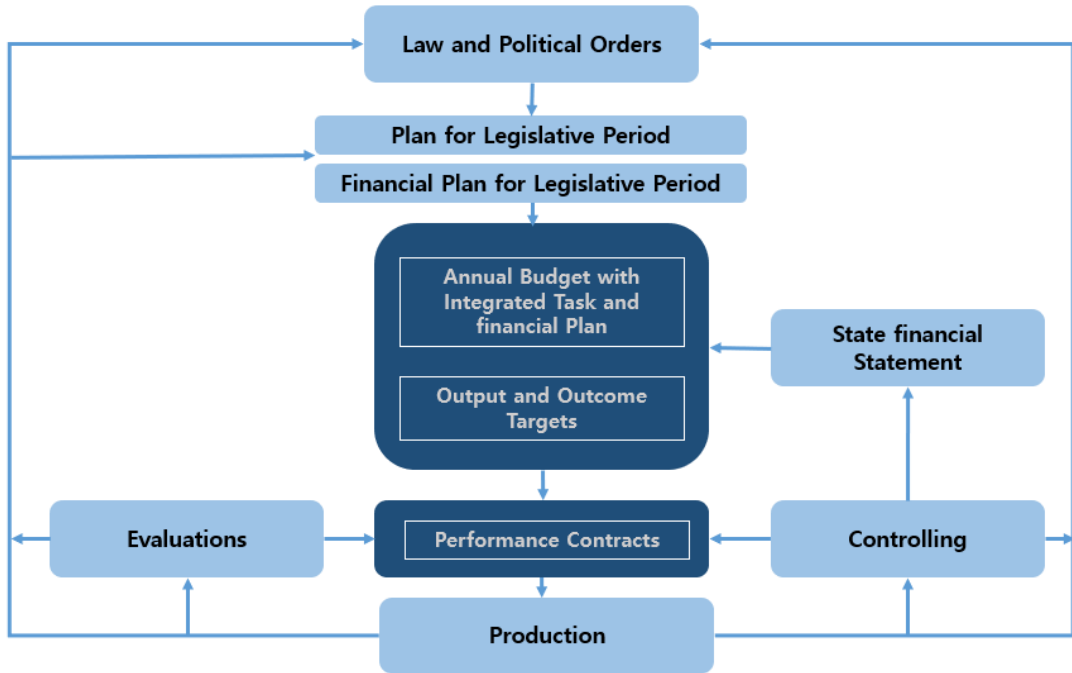 Law and Political Orders
Plan for Legislative Period
Financial Plan for Legislative Period
Annual Budget with
Integrated Task and
financial Plan
Output and Outcome
Targets
State financial
Statement
Evaluations
Performance Contracts
Controlling
Production